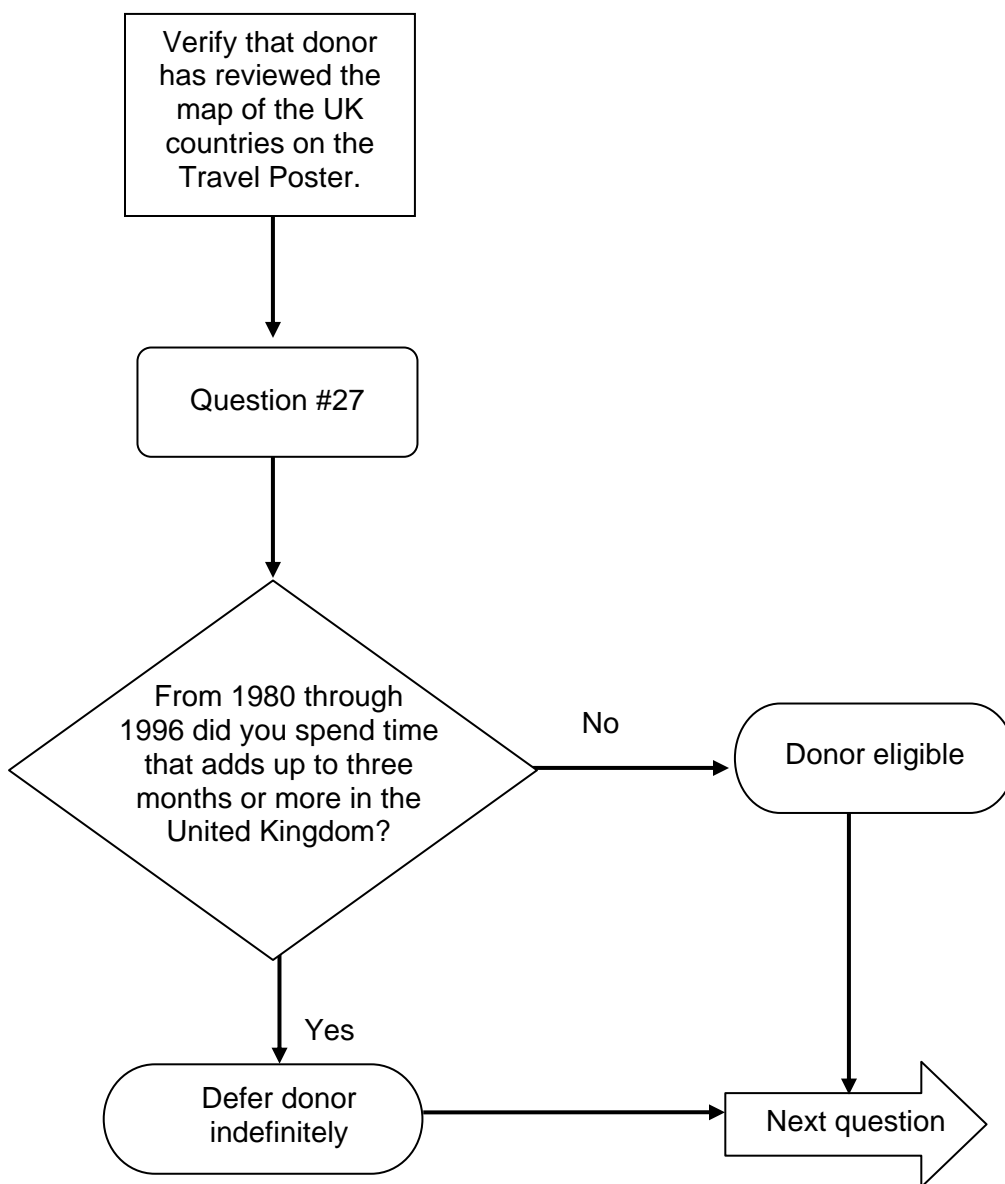 Verify that donor
has reviewed the
map of the UK
countries on the
Travel Poster.
Question #27
From 1980 through
1996 did you spend time
that adds up to three
months or more in the
United Kingdom?
No
Donor eligible
Yes
Defer donor
indefinitely
Next question